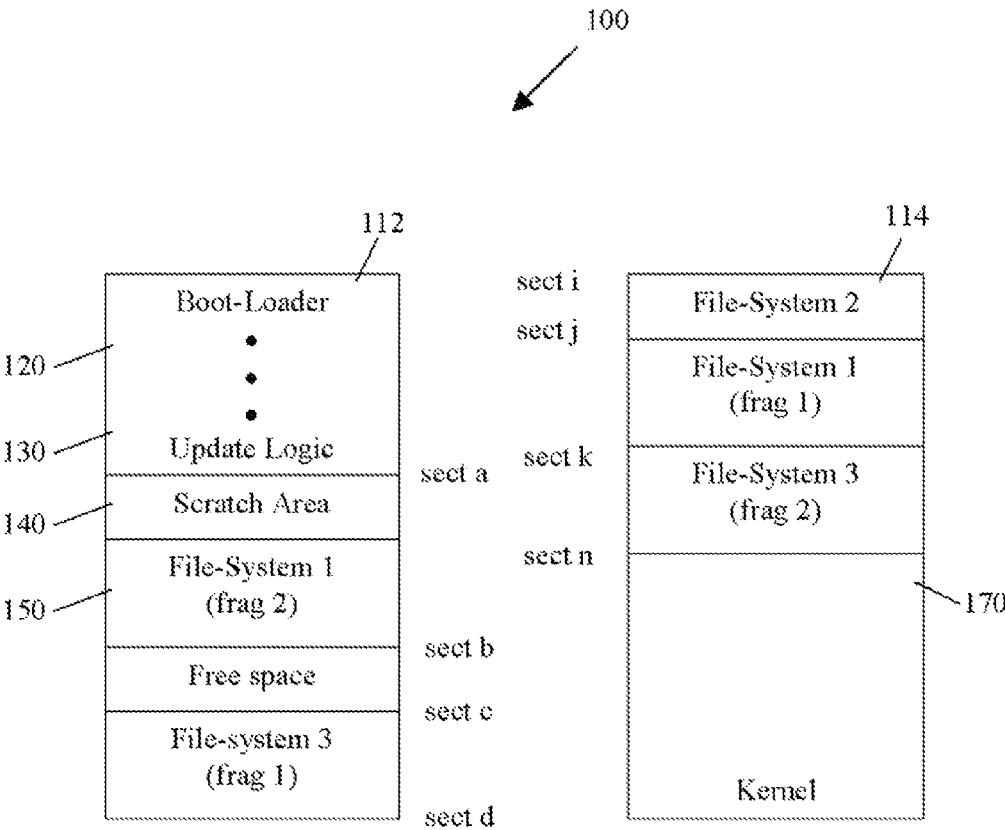 100
112
Boot-Loader
120
130
Update Logic
sect a
140
Scratch Area
150
File-System 1
(frag 2)
sect b
Free space
sect c
File-system 3
(frag 1)
sect d
114
sect i
File-System 2
sect j
File-System 1
(frag 1)
sect k
File-System 3
(frag 2)
sect n
170
Kernel